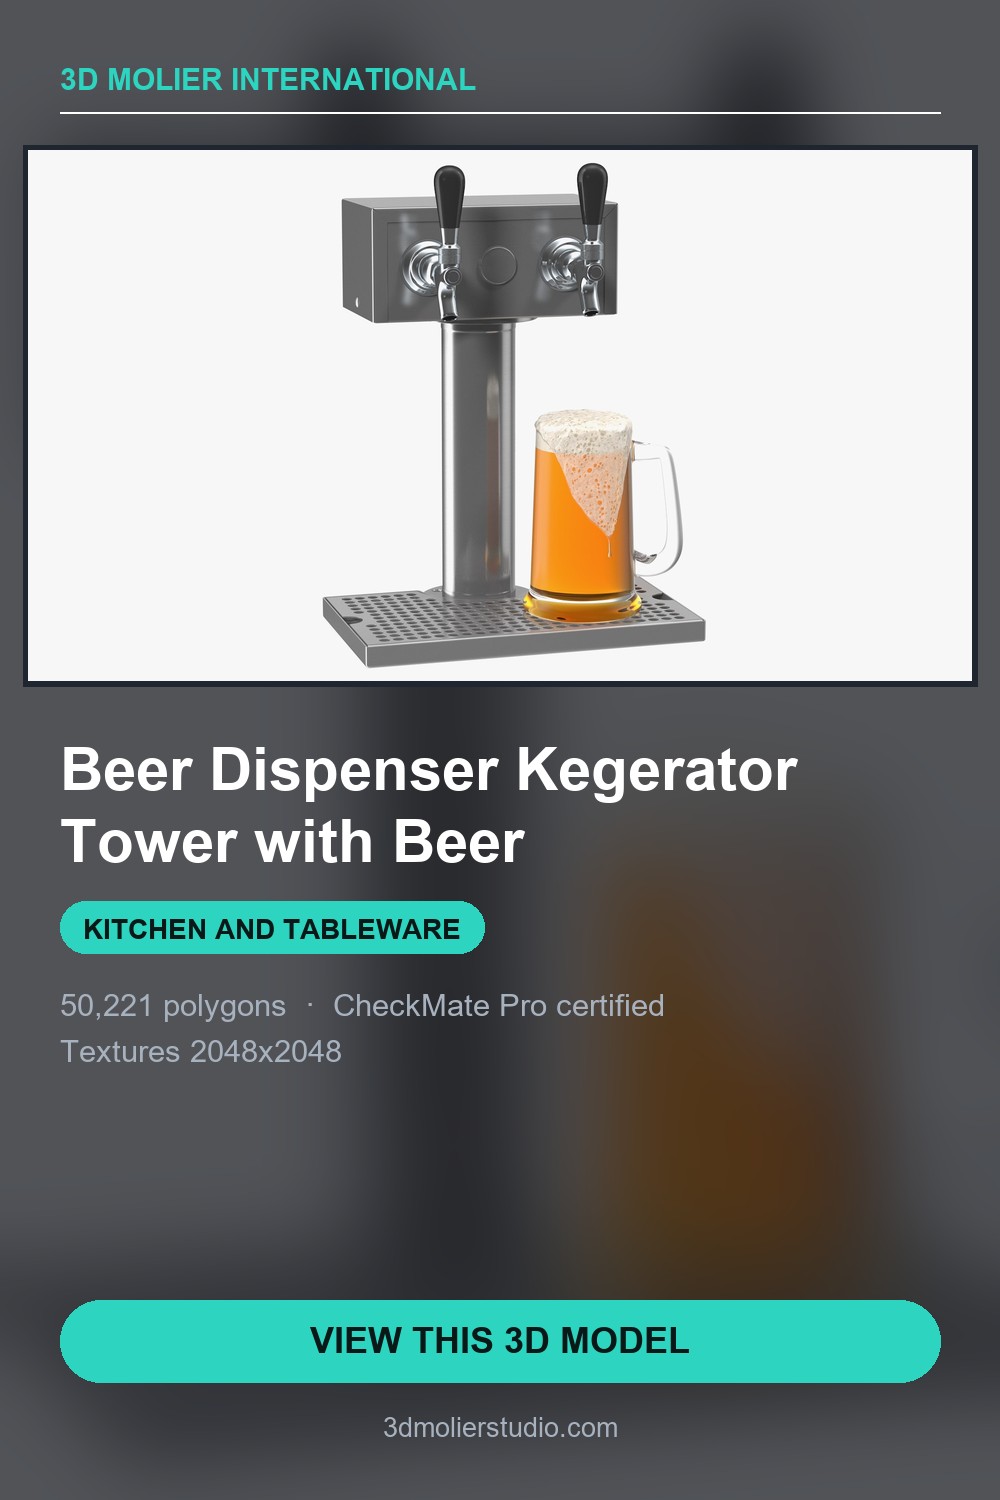 3D MOLIER INTERNATIONAL
Beer Dispenser Kegerator
Tower with Beer
KITCHEN AND TABLEWARE
50,221 polygons · CheckMate Pro certified
Textures 2048x2048
VIEW THIS 3D MODEL
3dmolierstudio.com